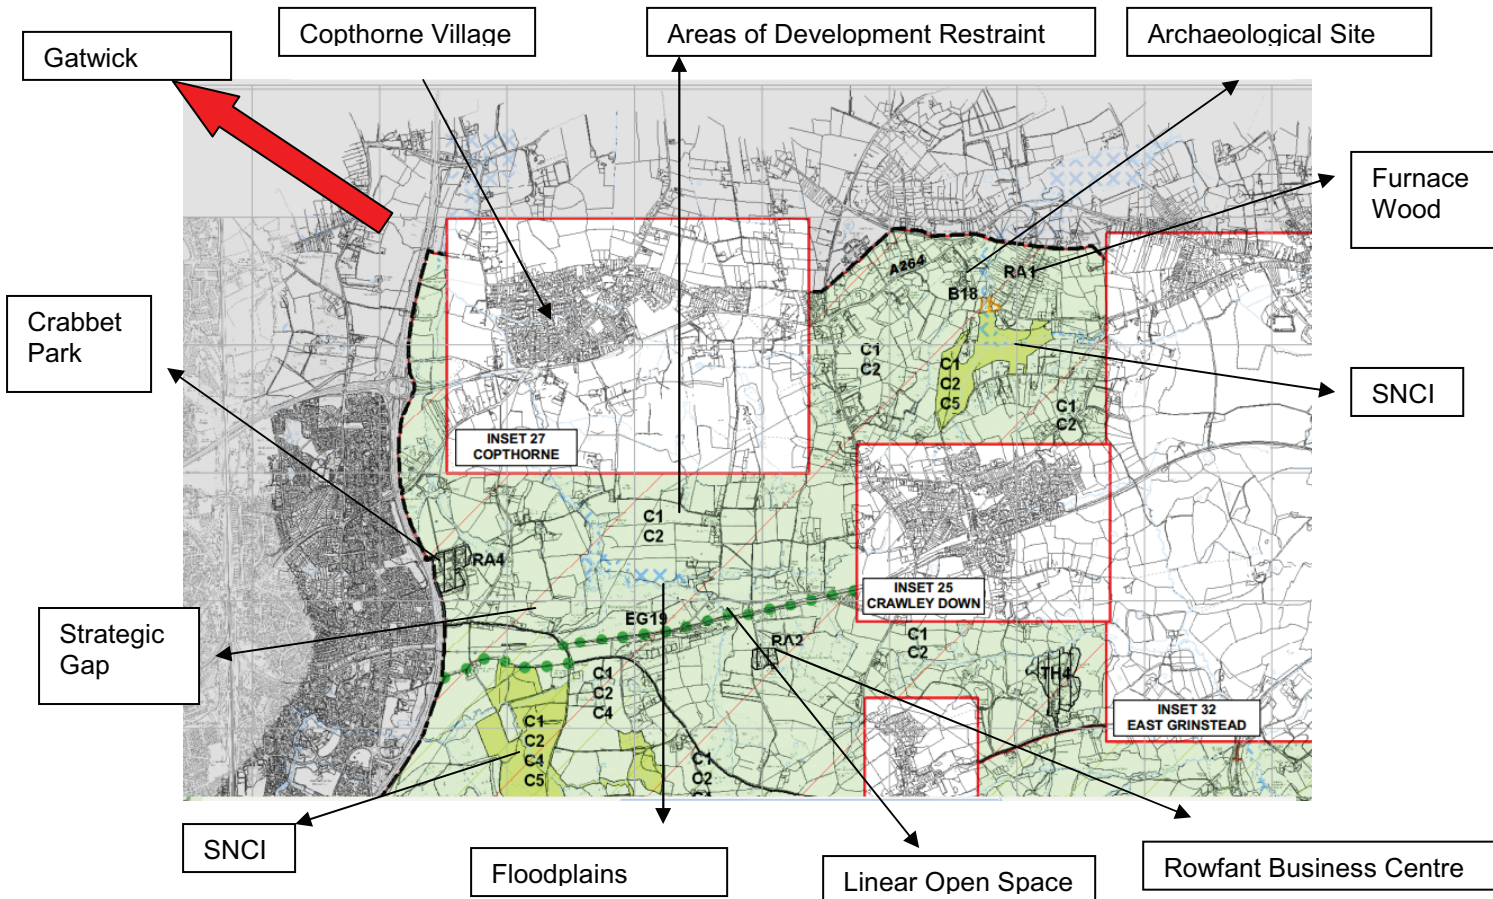 Copthorne Village
Areas of Development Restraint
Archaeological Site
Gatwick
Furnace
Wood
A264
RA1
B18
Crabbet
Park
C1
C2
C1
C2
C5
SNCI
C1
C2
INSET 27
COPTHORNE
C1
C2
RA4
INSET 25
CRAWLEY DOWN
Strategic
Gap
EG19
RA2
C1
C2
C1
C2
C4
TH4
INSET 32
EAST GRINSTEAD
C1
C2
C4
C5
C1
C2
SNCI
Floodplains
Linear Open Space
Rowfant Business Centre